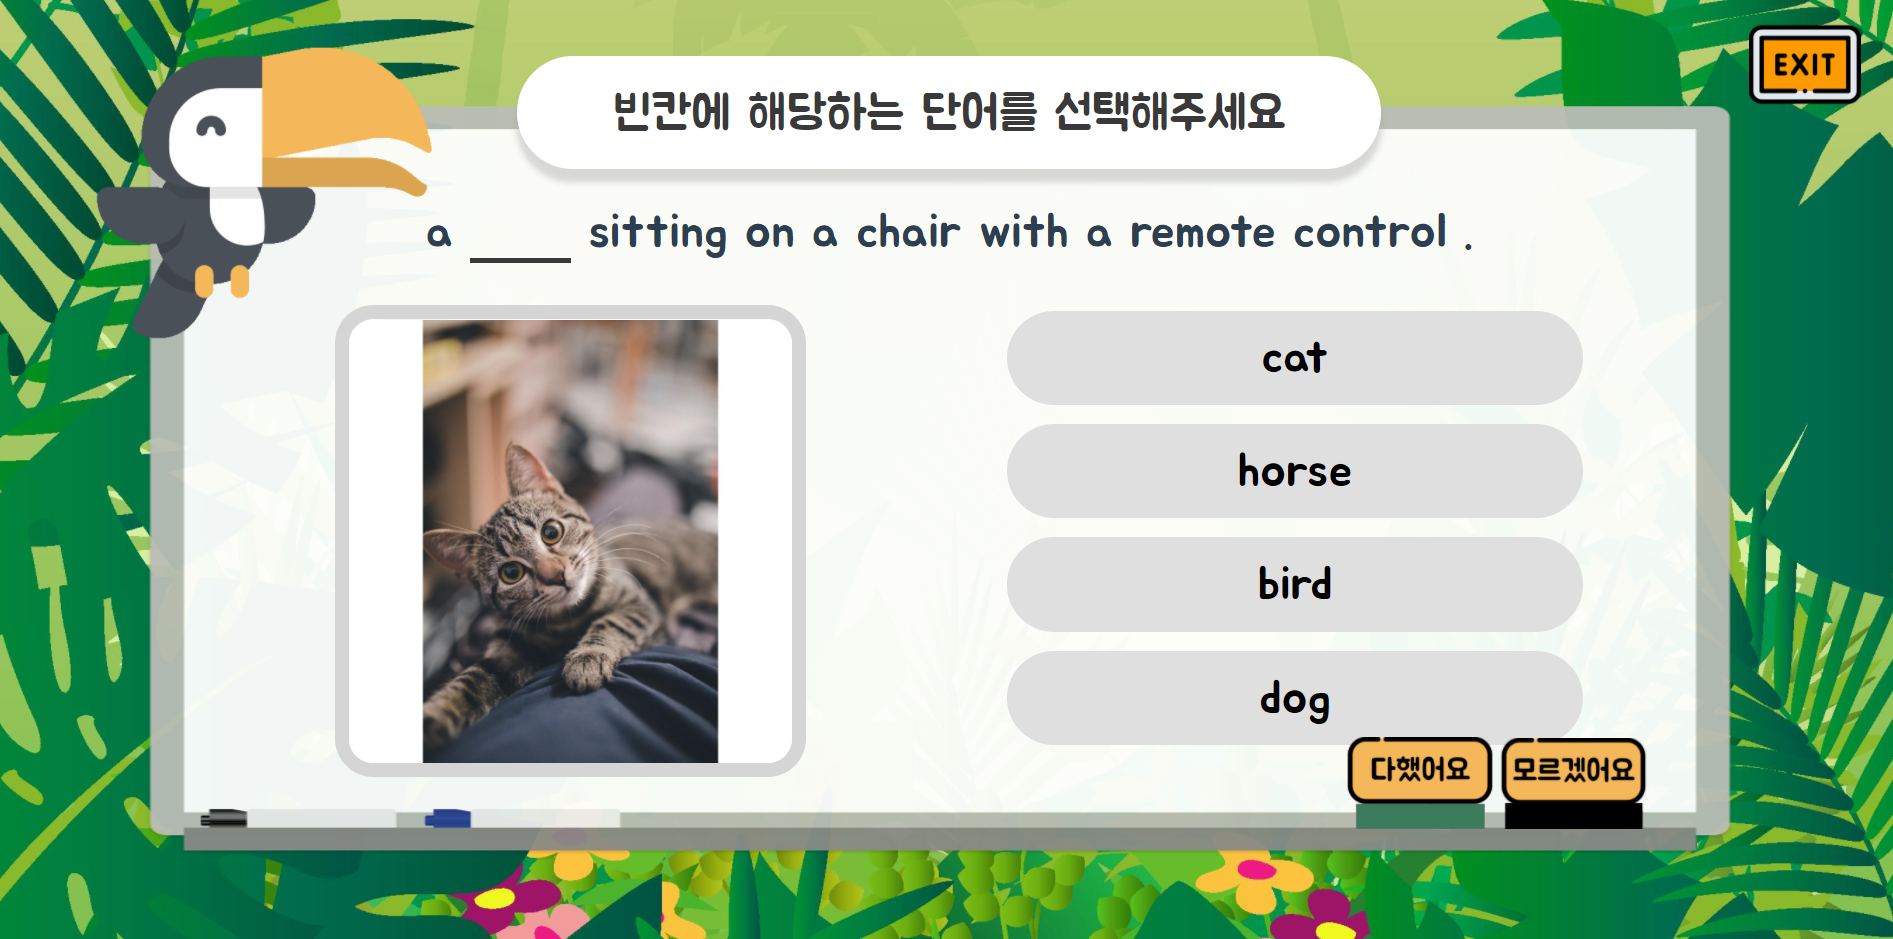 EXIT
빈칸에 해당하는 단어를 선택해주세요
a _____ sitting on a chair with a remote control .
cat
horse
bird
dog
다했어요
모르겠어요